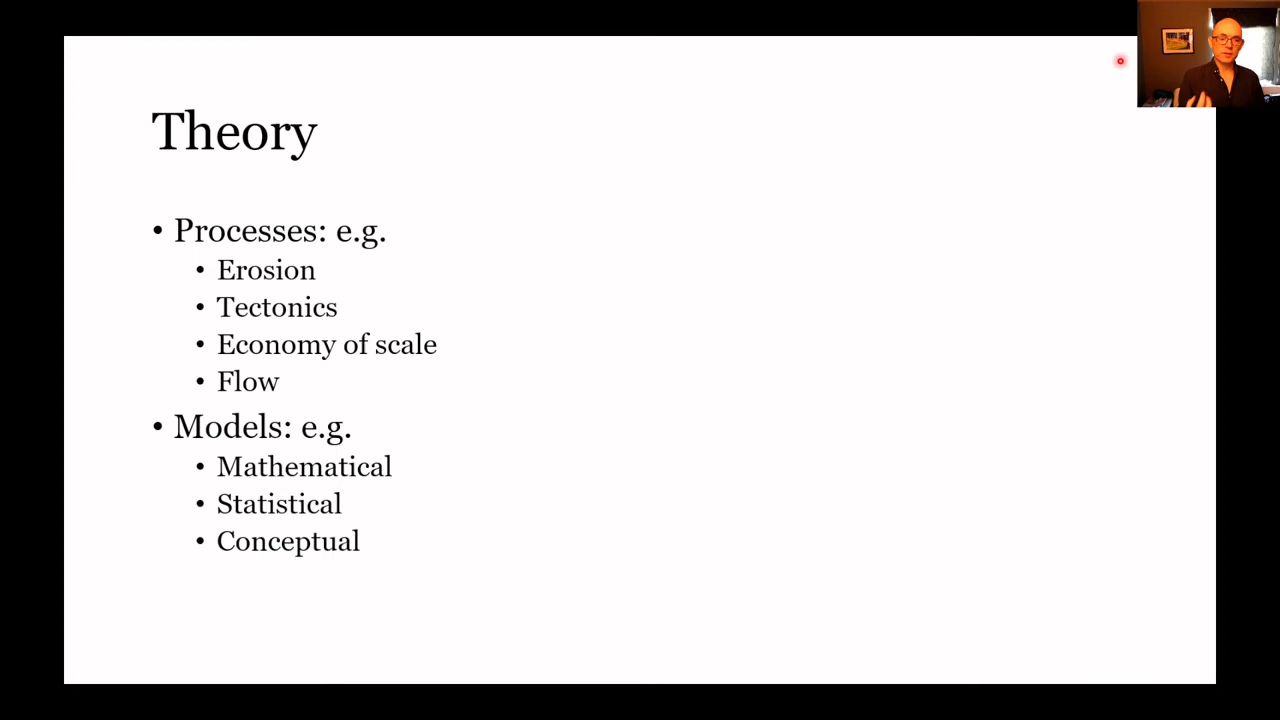 Theory
• Processes: e.g.
• Erosion
• Tectonics
• Economy of scale
• Flow
• Models: e.g.
• Mathematical
• Statistical
• Conceptual